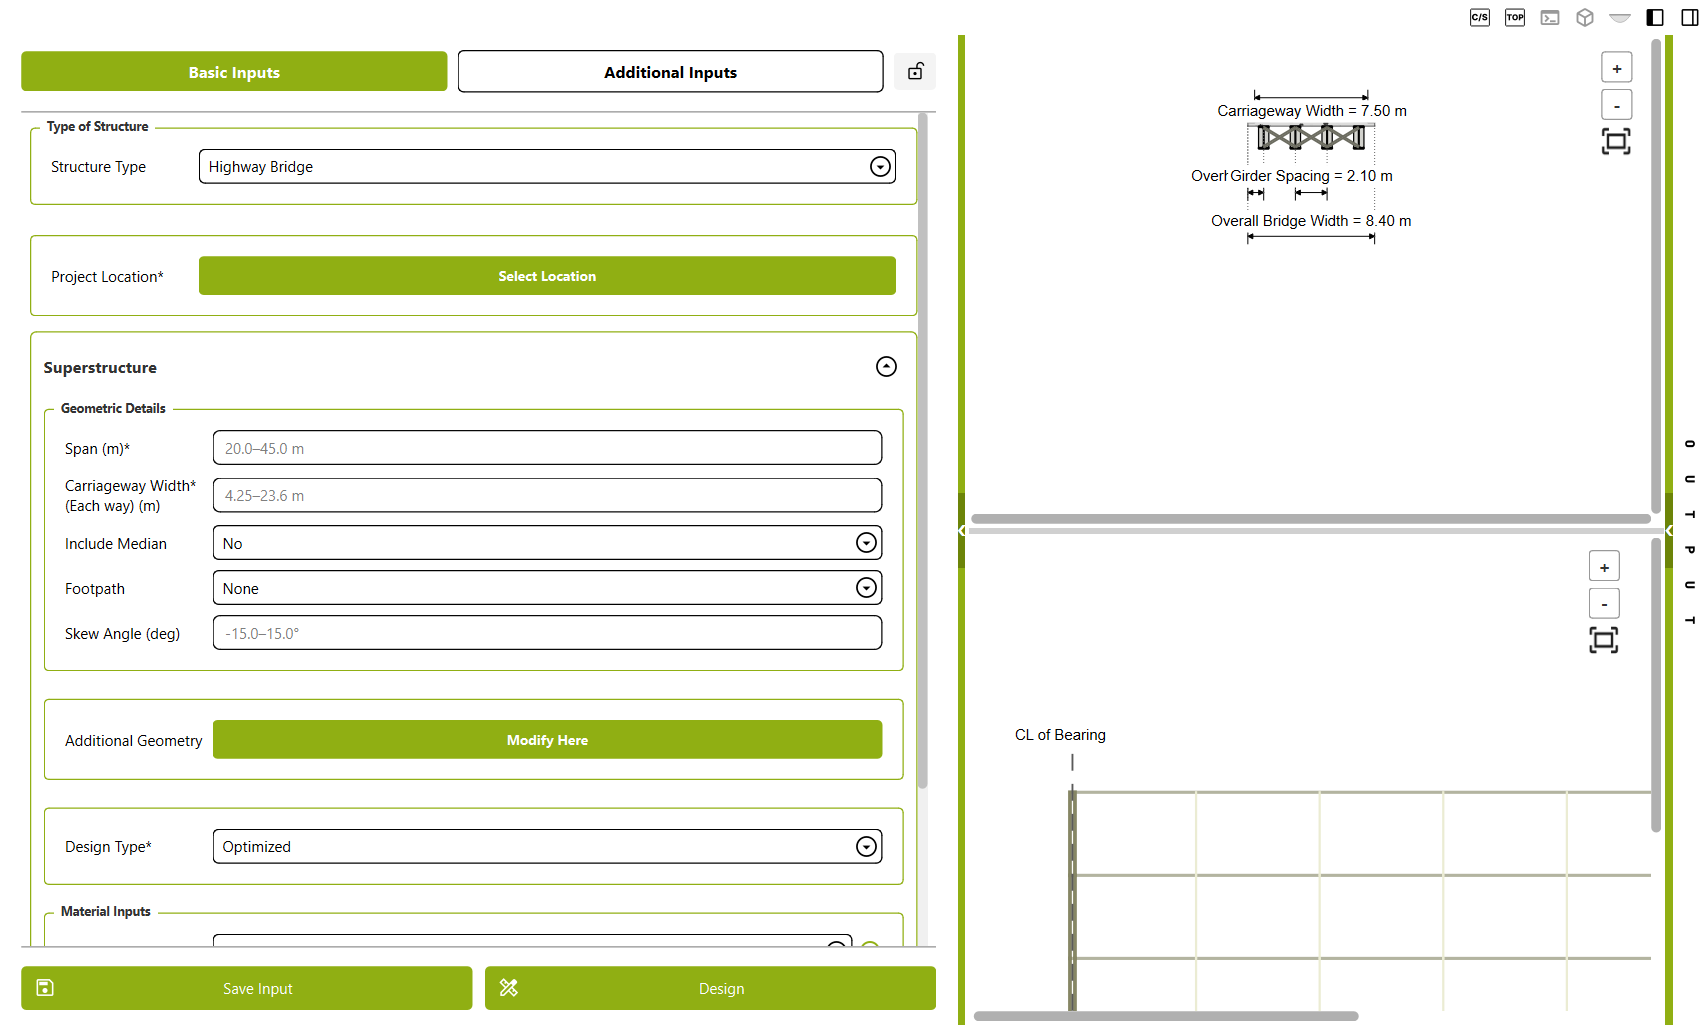 C/S TOP
Basic Inputs
Additional Inputs
Type of Structure
Structure Type
Highway Bridge
Project Location*
Select Location
Superstructure
Geometric Details
Span (m)*
20.0–45.0 m
Carriageway Width*
(Each way) (m)
4.25–23.6 m
Include Median
No
Footpath
None
Skew Angle (deg)
-15.0–15.0°
Additional Geometry
Modify Here
Design Type*
Optimized
Material Inputs
Save Input
Design
Carriageway Width = 7.50 m
Girder Spacing = 2.10 m
Overall Bridge Width = 8.40 m
+
-
+
-
CL of Bearing
OUTPUT